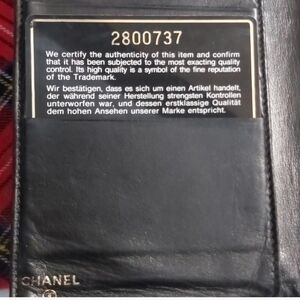 2800737
We certify the authenticity of this item and confirm
that it has been subjected to the most exacting quality
control. Its high quality is a symbol of the fine reputation
of the Trademark.
Wir bestätigen, dass es sich um einen Artikel handelt,
der während seiner Herstellung strengsten Kontrollen
unterworfen war, und dessen erstklassige Qualität
dem hohen Ansehen unserer Marke entspricht.
CHANEL